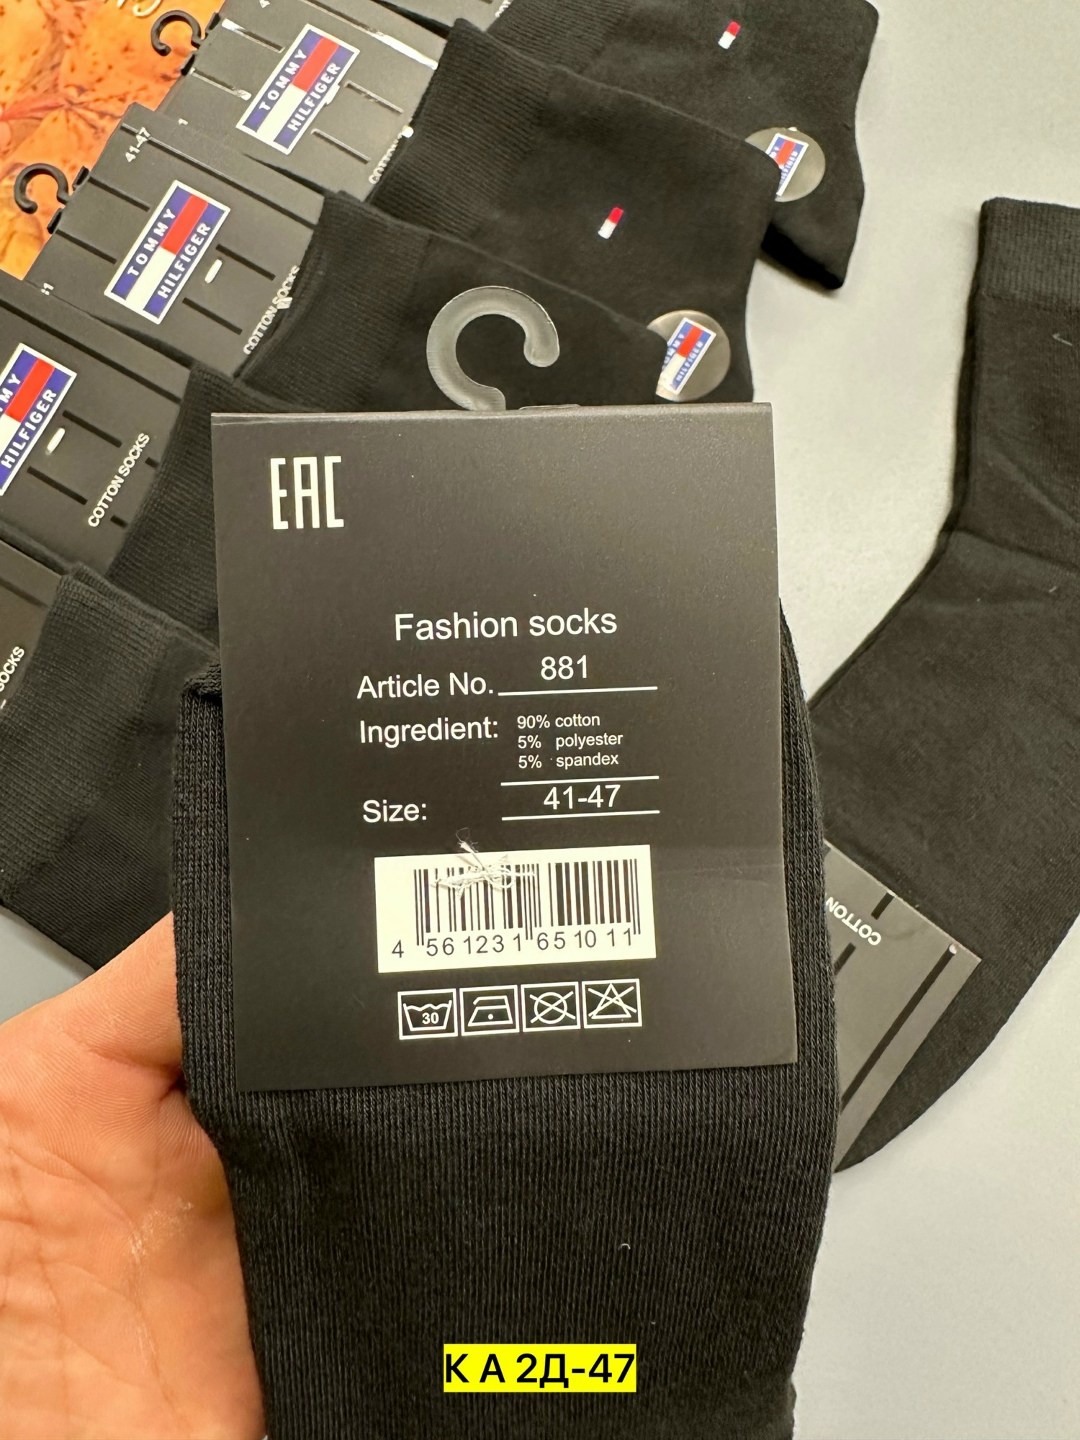 TOMMY
HILFIGER
41-47
TOMMY
HILFIGER
COTTON SOCKS
HILFIGER
COTTON SOCKS
SOCKS
EAC
Fashion socks
Article No. 881
Ingredient: 90% cotton
5% polyester
5% spandex
Size: 41-47
4 561231 651011
30
COTTON
К А 2Д-47